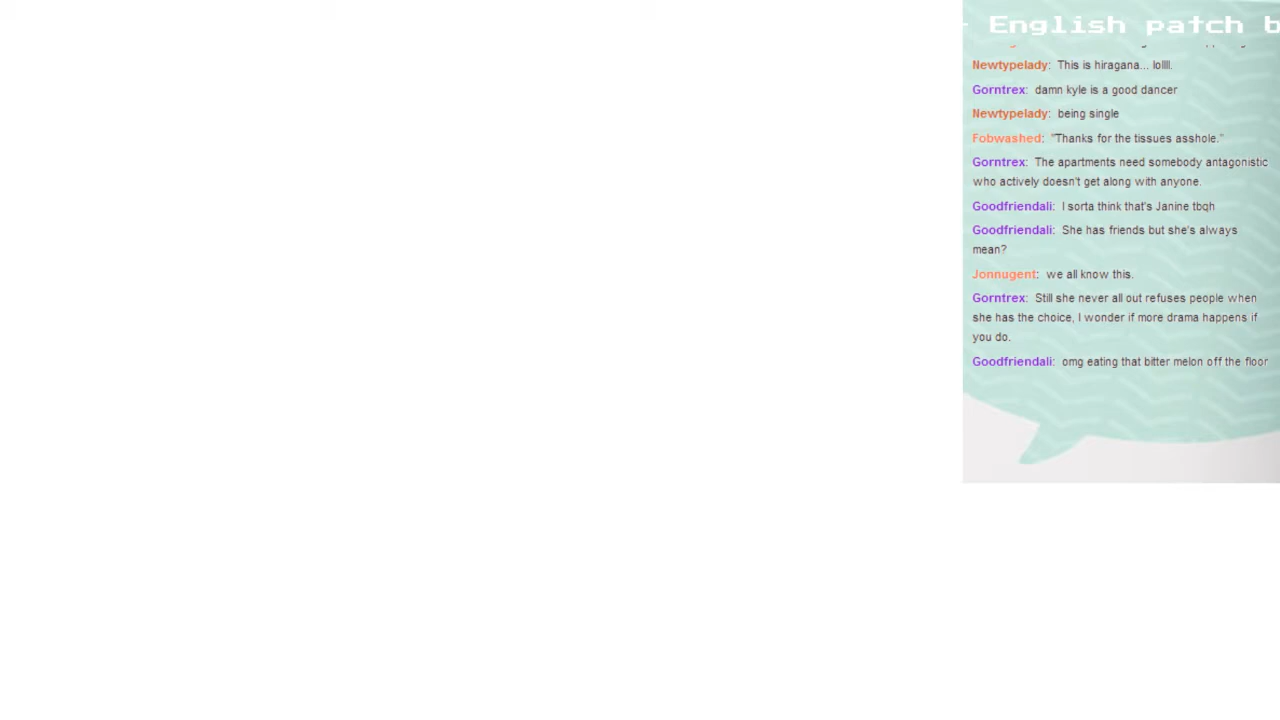 English patch b
Newtypelady: This is hiragana... lollll.
Gorntrex: damn kyle is a good dancer
Newtypelady: being single
Fobwashed: "Thanks for the tissues asshole."
Gorntrex: The apartments need somebody antagonistic
who actively doesn't get along with anyone.
Goodfriendali: I sorta think that's Janine tbqh
Goodfriendali: She has friends but she's always
mean?
Jonnugent: we all know this.
Gorntrex: Still she never all out refuses people when
she has the choice, I wonder if more drama happens if
you do.
Goodfriendali: omg eating that bitter melon off the floor